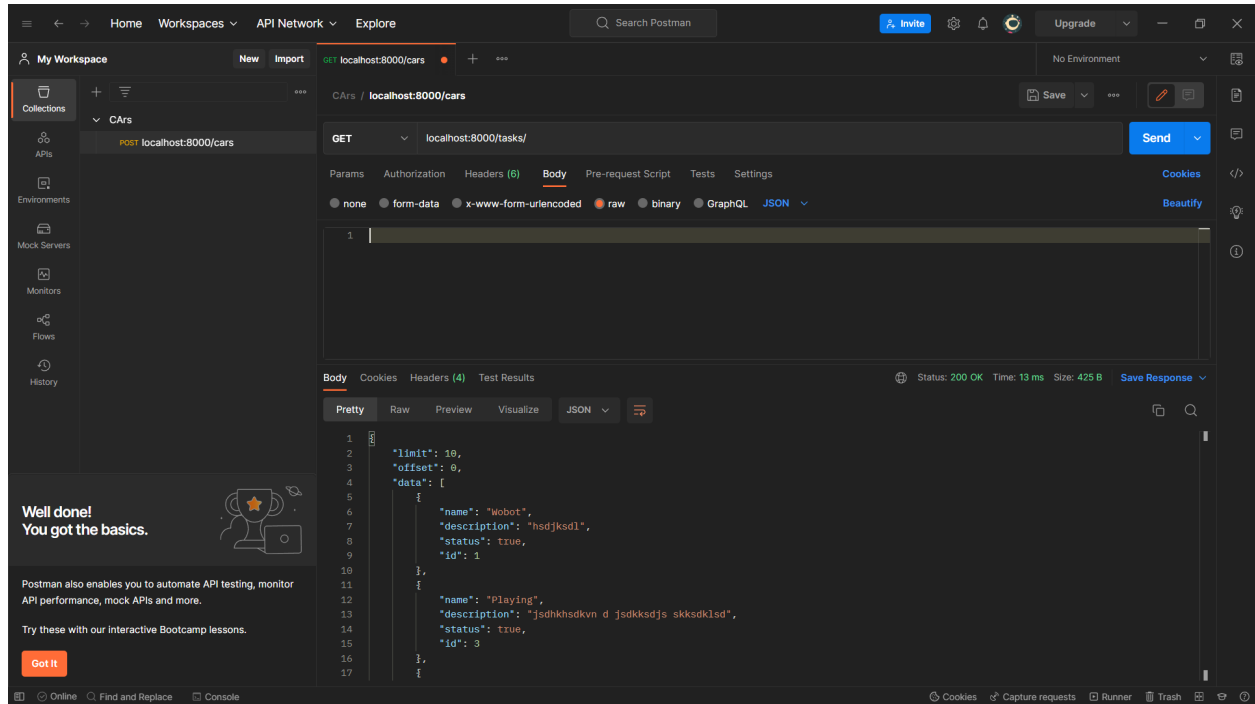 Home Workspaces API Network Explore Search Postman Invite Upgrade
My Workspace New Import GET localhost:8000/cars No Environment
Collections
APIs
Environments
Mock Servers
Monitors
Flows
History
CArs
POST localhost:8000/cars
CArs / localhost:8000/cars Save
GET localhost:8000/tasks/ Send
Params Authorization Headers (6) Body Pre-request Script Tests Settings Cookies
none form-data x-www-form-urlencoded raw binary GraphQL JSON Beautify
1
Body Cookies Headers (4) Test Results Status: 200 OK Time: 13 ms Size: 425 B Save Response
Pretty Raw Preview Visualize JSON
1 {
2 "limit": 10,
3 "offset": 0,
4 "data": [
5 {
6 "name": "Wobot",
7 "description": "hsdjksdl",
8 "status": true,
9 "id": 1
10 },
11 {
12 "name": "Playing",
13 "description": "jsdhkhsdkvn d jsdkksdjs skksdklsd",
14 "status": true,
15 "id": 3
16 },
17 {
Well done!
You got the basics.
Postman also enables you to automate API testing, monitor
API performance, mock APIs and more.
Try these with our interactive Bootcamp lessons.
Got It
Online Find and Replace Console Cookies Capture requests Runner Trash